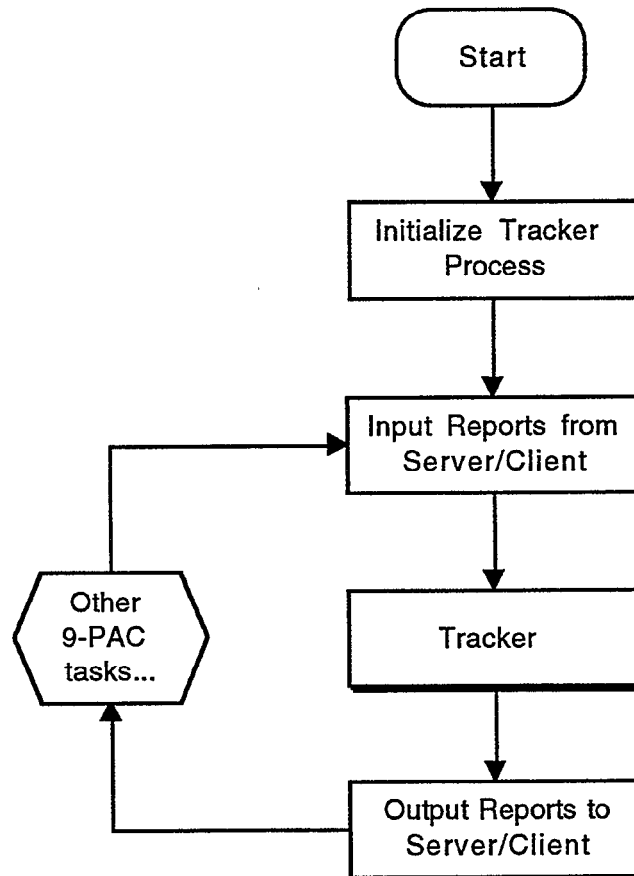 Start
Initialize Tracker
Process
Input Reports from
Server/Client
Tracker
Output Reports to
Server/Client
Other
9-PAC
tasks...